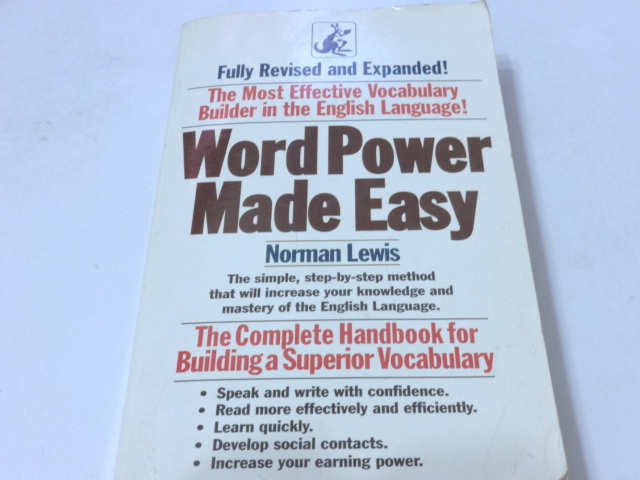 Fully Revised and Expanded!
The Most Effective Vocabulary
Builder in the English Language!
Word Power
Made Easy
Norman Lewis
The simple, step-by-step method
that will increase your knowledge and
mastery of the English Language.
The Complete Handbook for
Building a Superior Vocabulary
• Speak and write with confidence.
• Read more effectively and efficiently.
• Learn quickly.
• Develop social contacts.
• Increase your earning power.